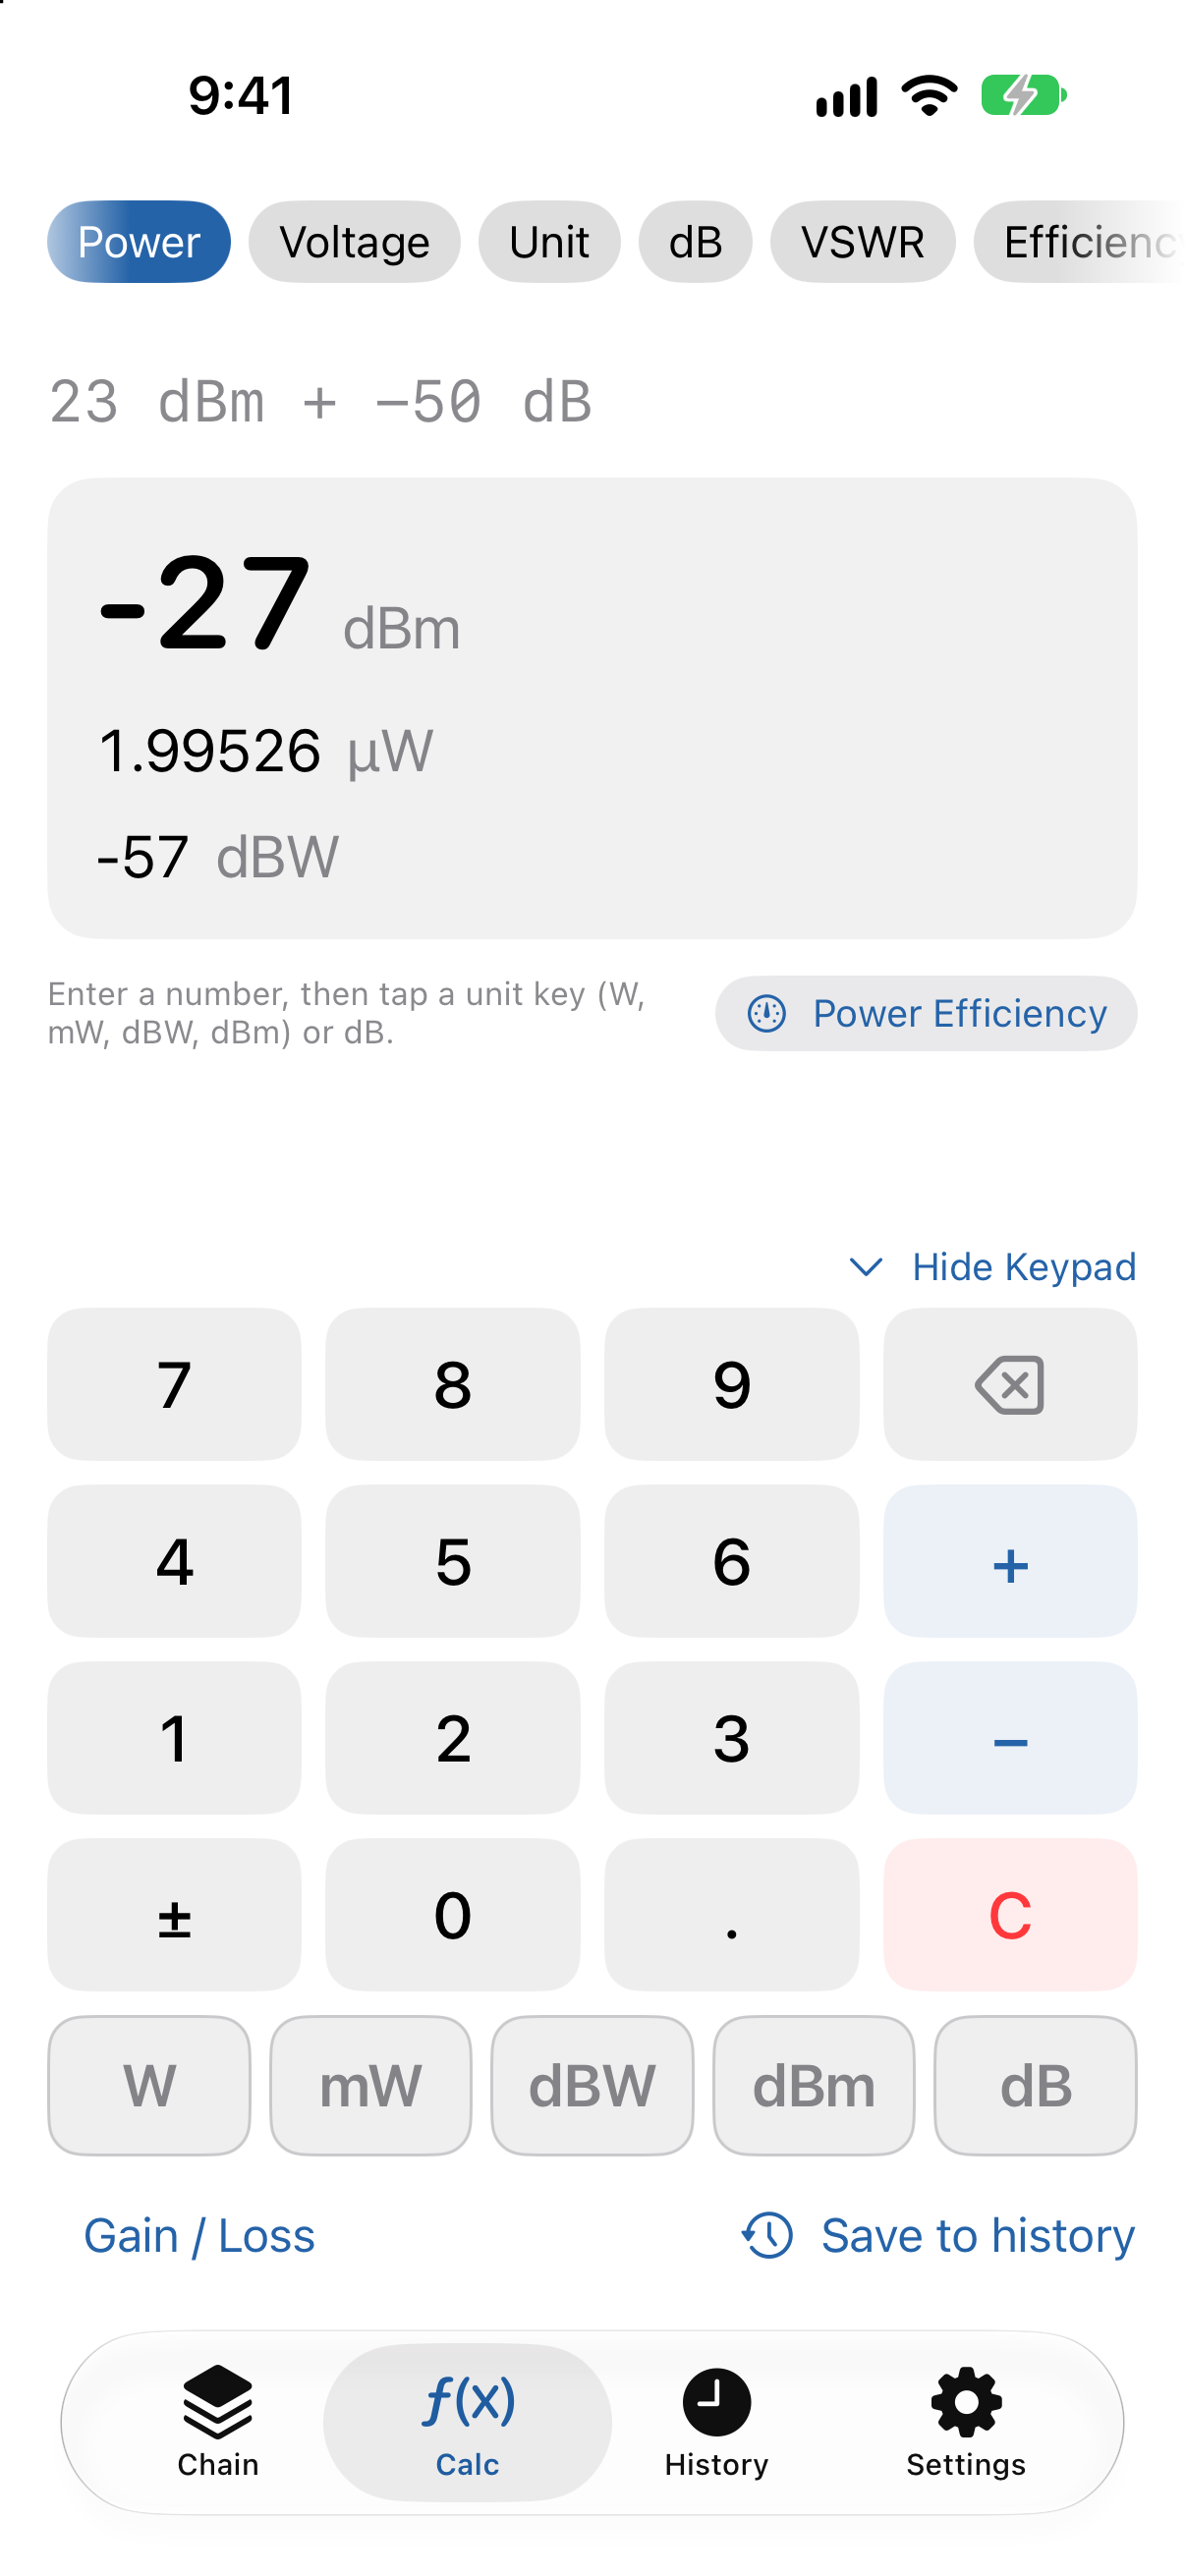 9:41
Power Voltage Unit dB VSWR Efficiency
23 dBm + −50 dB
-27 dBm
1.99526 µW
-57 dBW
Enter a number, then tap a unit key (W,
mW, dBW, dBm) or dB.
Power Efficiency
Hide Keypad
7 8 9
4 5 6 +
1 2 3 −
± 0 . C
W mW dBW dBm dB
Gain / Loss Save to history
f(x)
Chain Calc History Settings